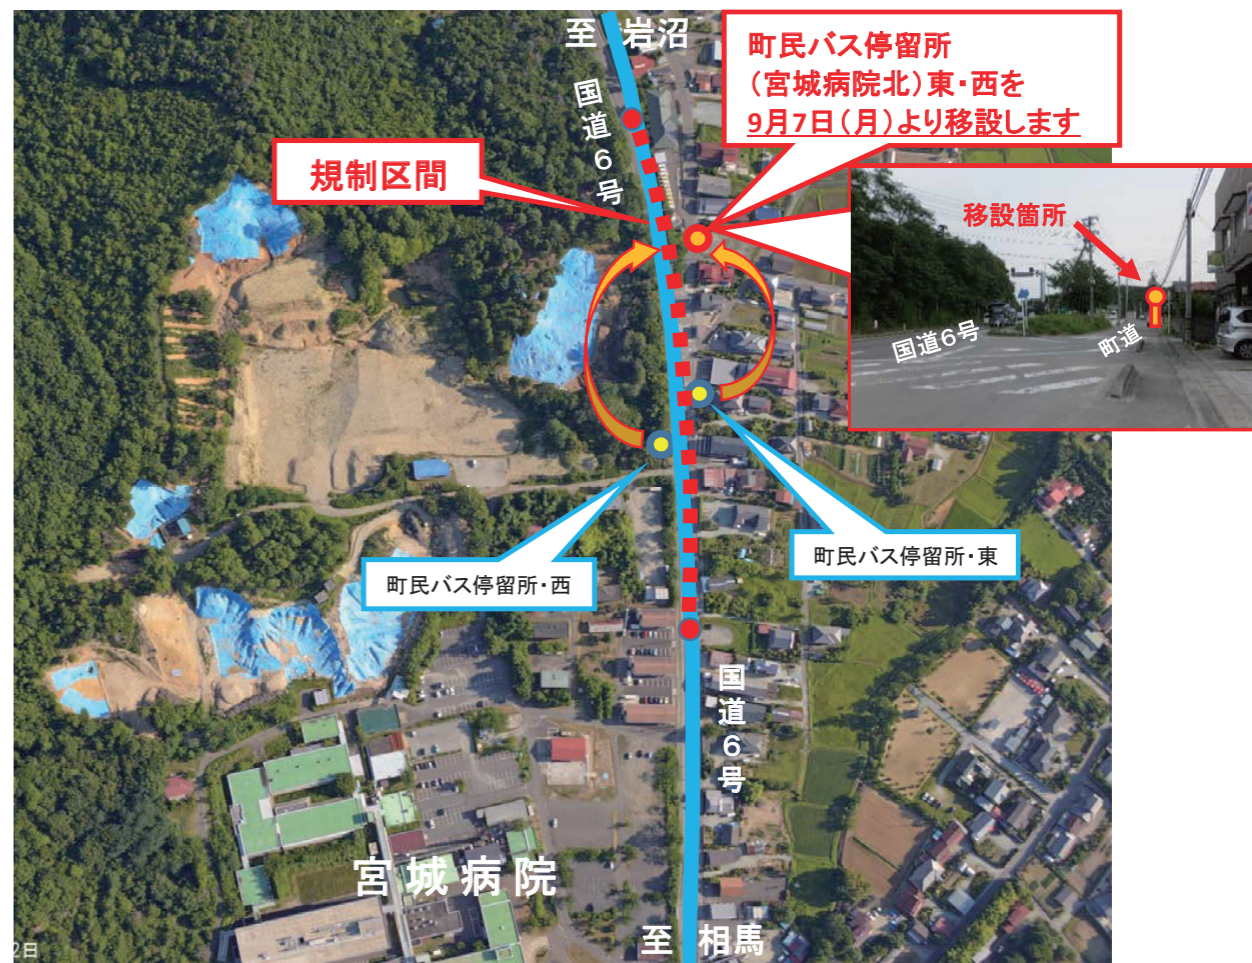 至 岩沼
町民バス停留所
（宮城病院北）東・西を
9月7日（月）より移設します
国道６号
規制区間
移設箇所
国道６号
町道
町民バス停留所・東
町民バス停留所・西
国道６号
宮城病院
至 相馬
2日